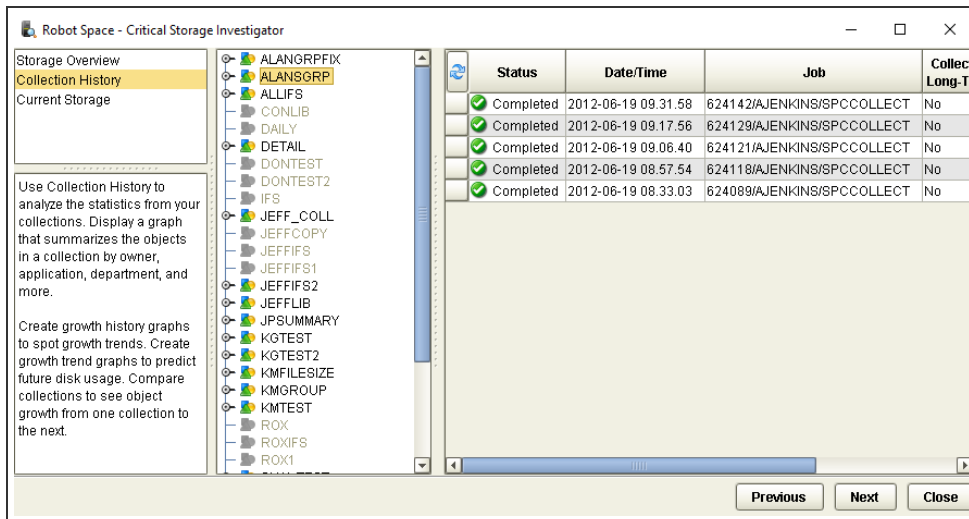 Robot Space - Critical Storage Investigator
Storage Overview
Collection History
Current Storage
Use Collection History to
analyze the statistics from your
collections. Display a graph
that summarizes the objects
in a collection by owner,
application, department, and
more.
Create growth history graphs
to spot growth trends. Create
growth trend graphs to predict
future disk usage. Compare
collections to see object
growth from one collection to
the next.
ALANGRPFIX
ALANSGRP
ALLIFS
CONLIB
DAILY
DETAIL
DONTEST
DONTEST2
IFS
JEFF_COLL
JEFFCOPY
JEFFIFS
JEFFIFS1
JEFFIFS2
JEFFLIB
JPSUMMARY
KGTEST
KGTEST2
KMFILESIZE
KMGROUP
KMTEST
ROX
ROXIFS
ROX1
Status Date/Time Job Collec
Long-T
Completed 2012-06-19 09.31.58 624142/AJENKINS/SPCCOLLECT No
Completed 2012-06-19 09.17.56 624129/AJENKINS/SPCCOLLECT No
Completed 2012-06-19 09.06.40 624121/AJENKINS/SPCCOLLECT No
Completed 2012-06-19 08.57.54 624118/AJENKINS/SPCCOLLECT No
Completed 2012-06-19 08.33.03 624089/AJENKINS/SPCCOLLECT No
Previous Next Close